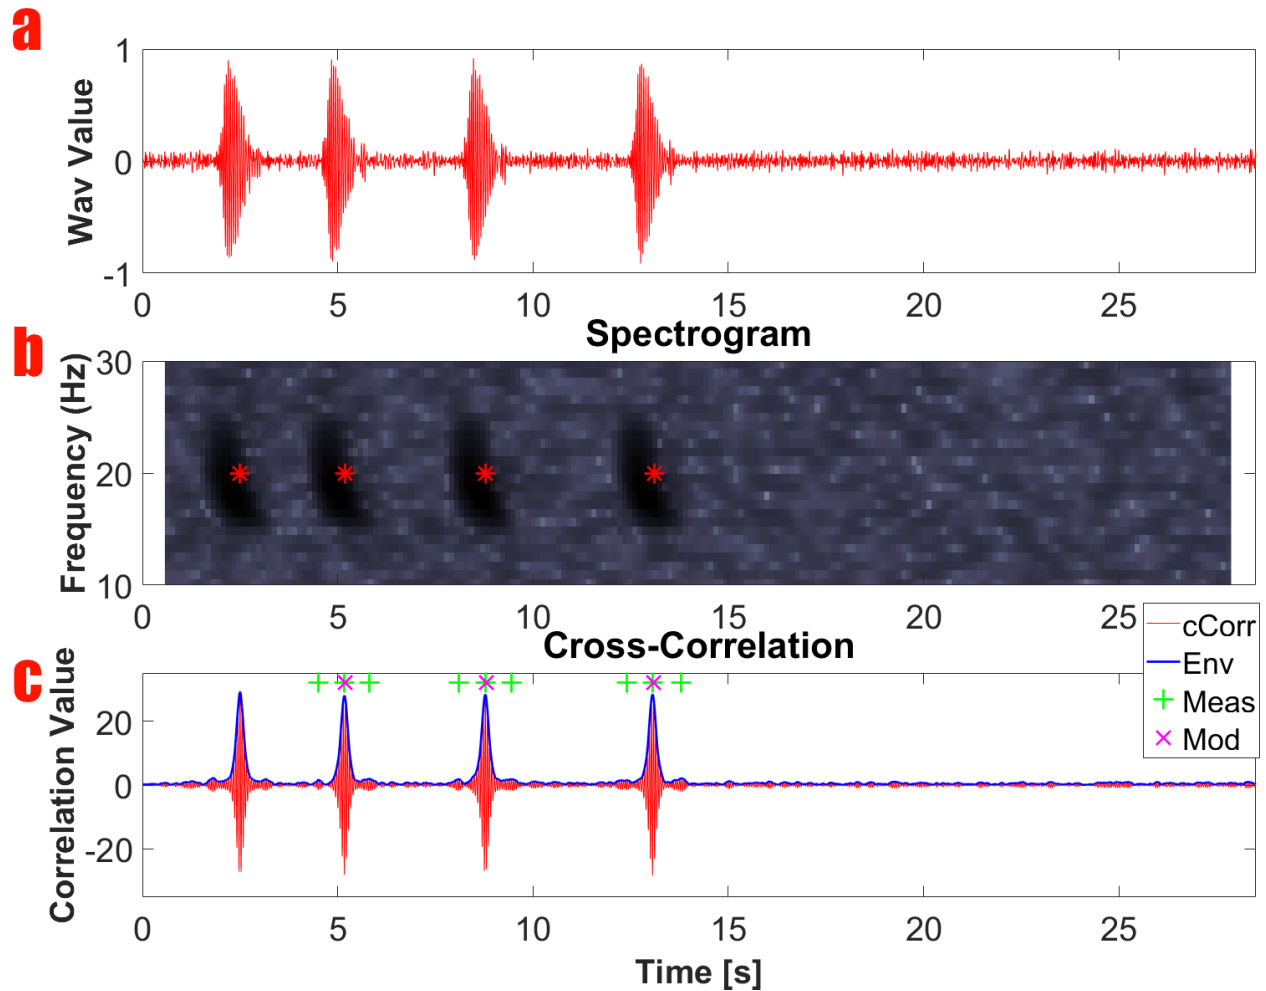 a
Wav Value
1
0
-1
0 5 10 15 20 25
b
Spectrogram
Frequency (Hz)
30
20
10
0 5 10 15 20 25
c
Cross-Correlation
Correlation Value
20
0
-20
cCorr
Env
Meas
Mod
0 5 10 15 20 25
Time [s]